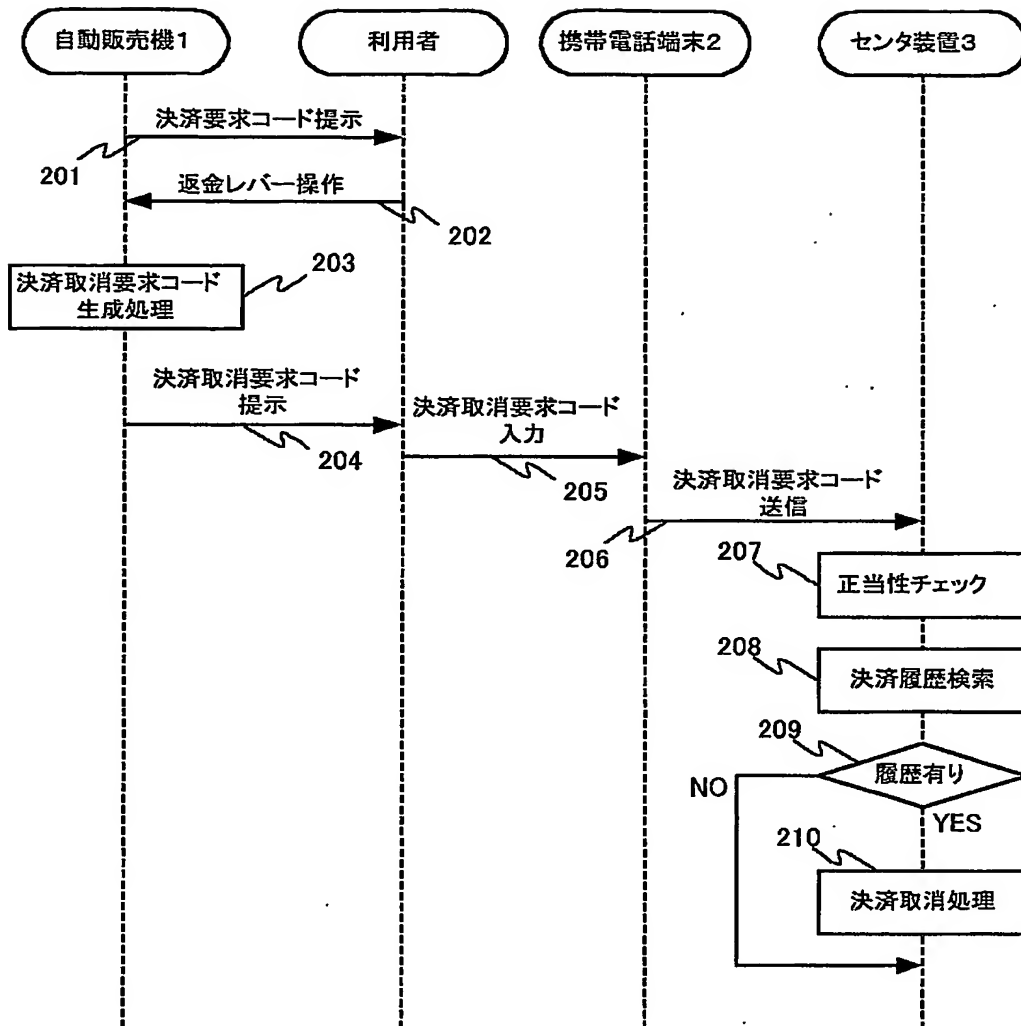 自動販売機1
利用者
携帯電話端末2
センタ装置3
決済要求コード提示
201
返金レバー操作
202
203
決済取消要求コード
生成処理
決済取消要求コード
提示
204
決済取消要求コード
入力
205
決済取消要求コード
送信
206
207
正当性チェック
208
決済履歴検索
209
履歴有り
NO
YES
210
決済取消処理